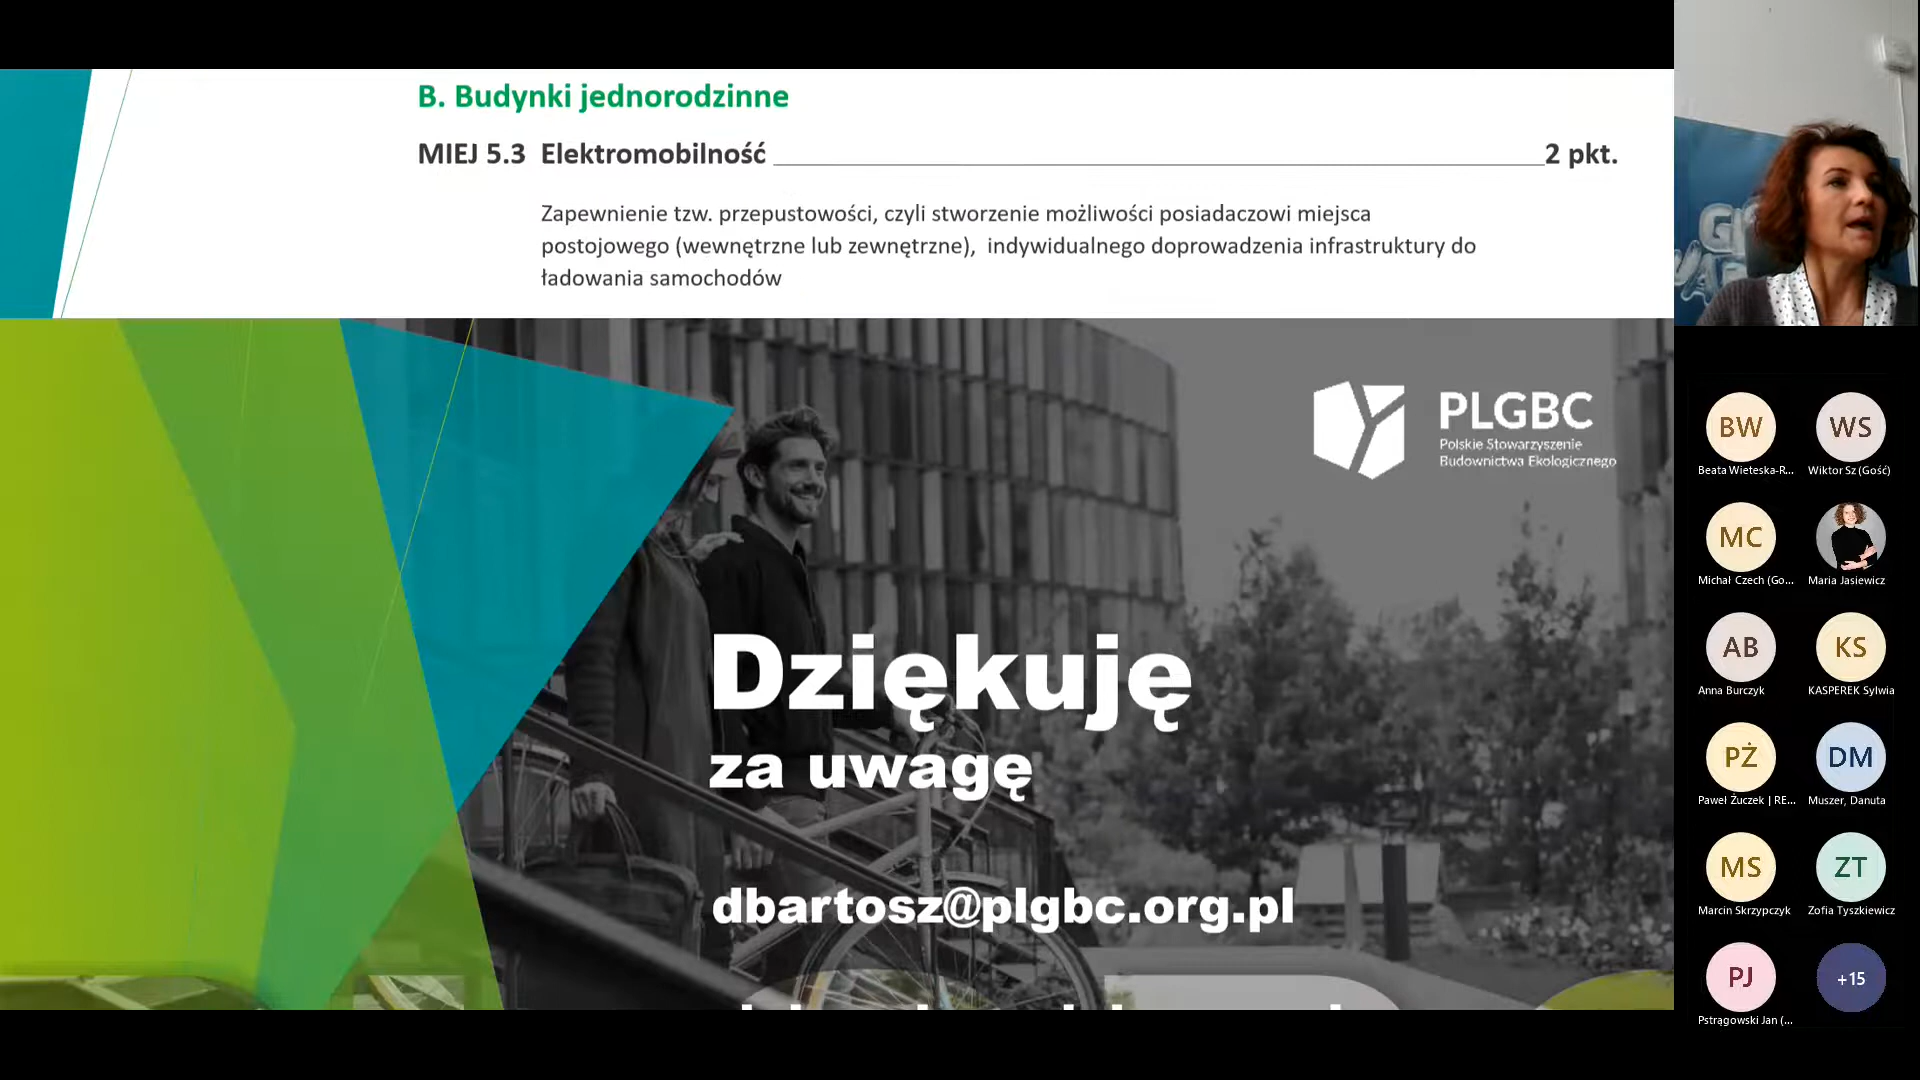 B. Budynki jednorodzinne
MIEJ 5.3 Elektromobilność 2 pkt.
Zapewnienie tzw. przepustowości, czyli stworzenie możliwości posiadaczowi miejsca
postojowego (wewnętrzne lub zewnętrzne), indywidualnego doprowadzenia infrastruktury do
ładowania samochodów
PLGBC
Polskie Stowarzyszenie
Budownictwa Ekologicznego
Dziękuję
za uwagę
dbartosz@plgbc.org.pl
BW
Beata Wieteska-R...
WS
Wiktor Sz (Gość)
MC
Michał Czech (Go...
Maria Jasiewicz
AB
Anna Burczyk
KS
KASPEREK Sylwia
PŻ
Paweł Żuczek | RE...
DM
Muszer, Danuta
MS
Marcin Skrzypczyk
ZT
Zofia Tyszkiewicz
PJ
Pstrągowski Jan (...
+15